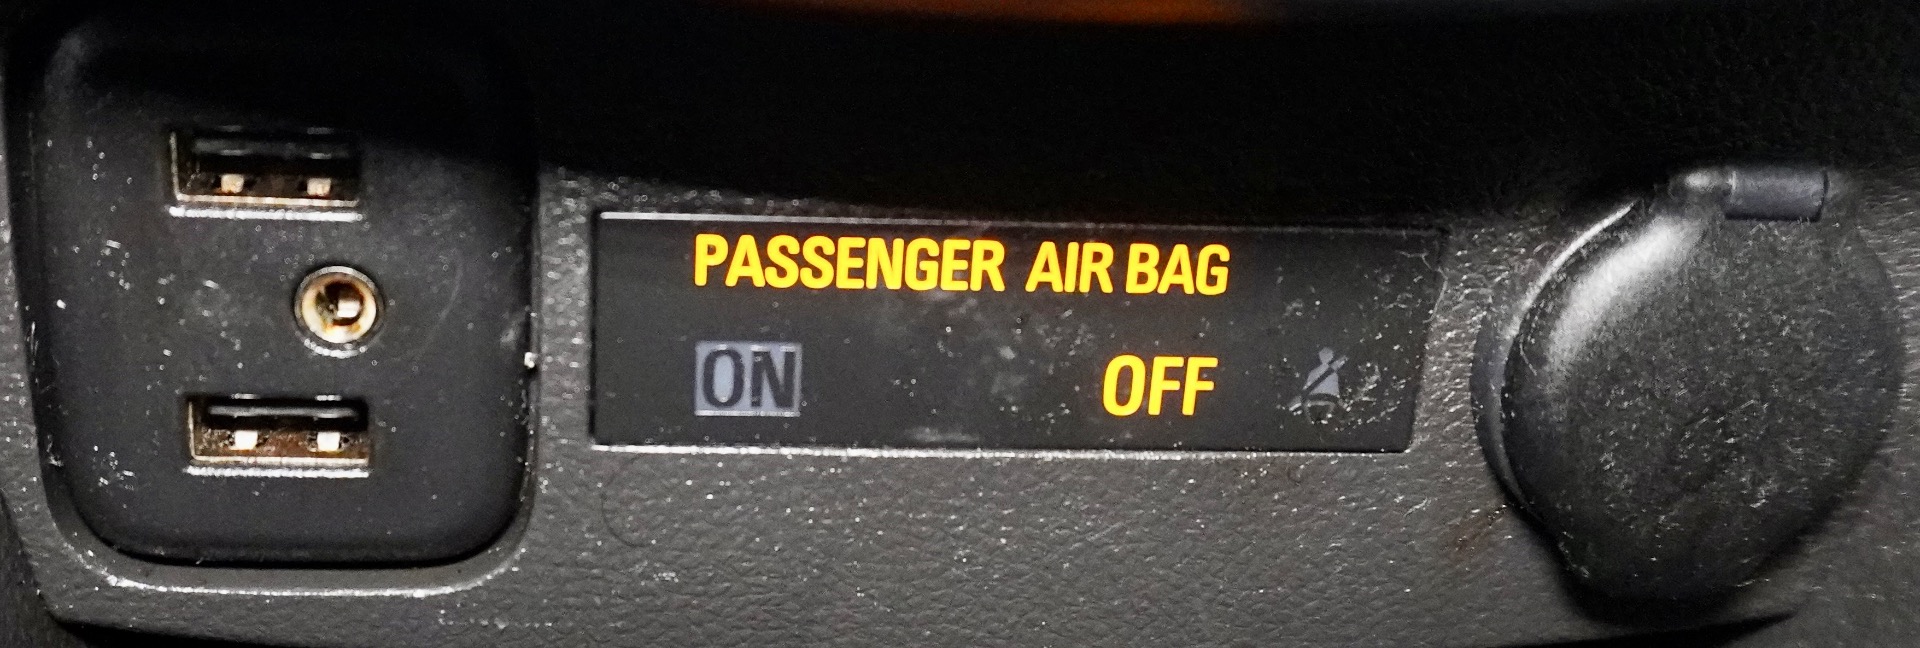 PASSENGER AIR BAG
ON OFF